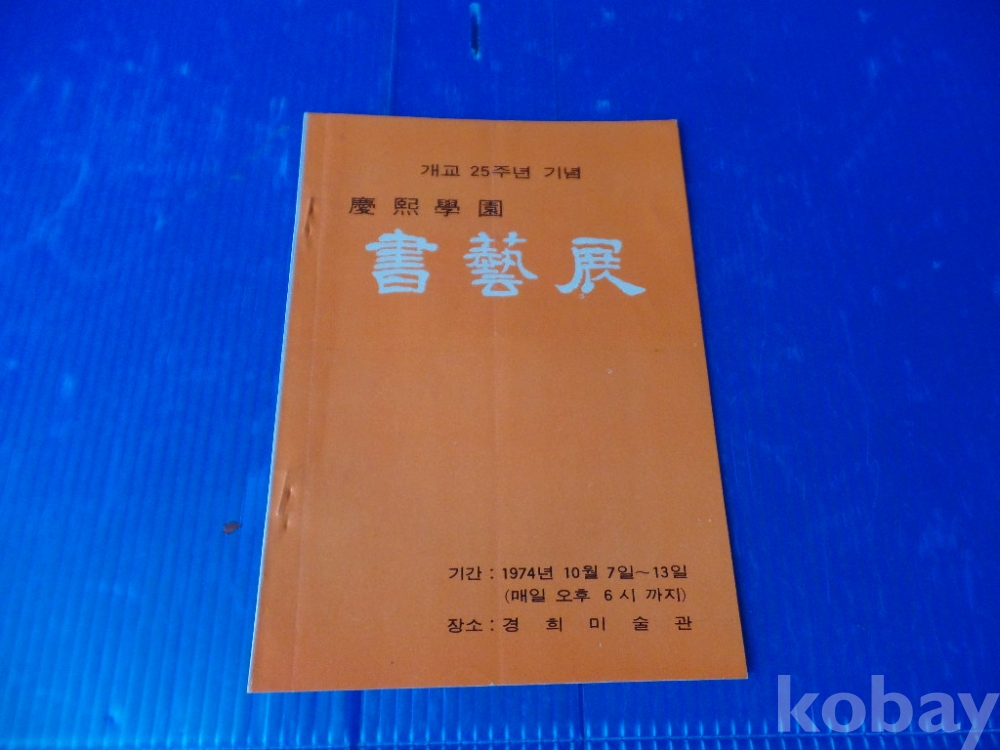 개교 25주년 기념
慶熙學園
書藝展
기간 : 1974년 10월 7일~13일
(매일 오후 6시 까지)
장소 : 경희미술관
kobay